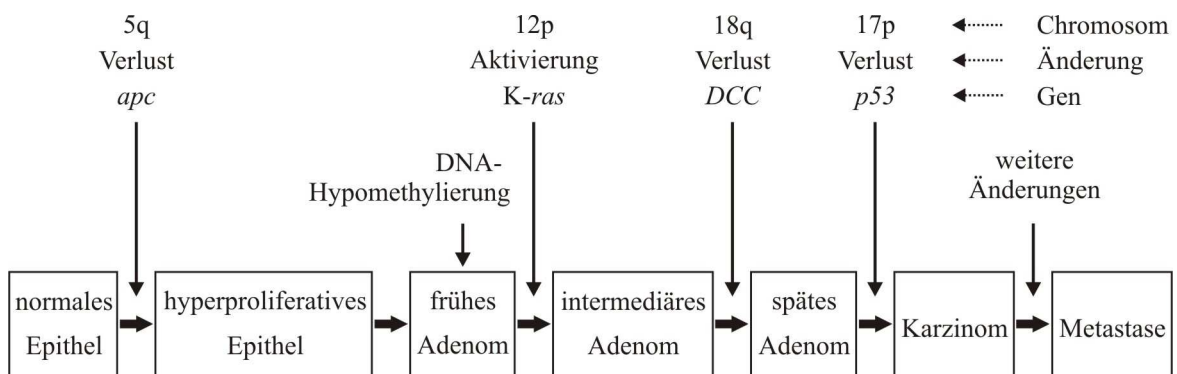 5q 12p 18q 17p Chromosom
Verlust Aktivierung Verlust Verlust Änderung
apc K-ras DCC p53 Gen
DNA-
Hypomethylierung
weitere
Änderungen
normales
Epithel
hyperproliferatives
Epithel
frühes
Adenom
intermediäres
Adenom
spätes
Adenom
Karzinom
Metastase